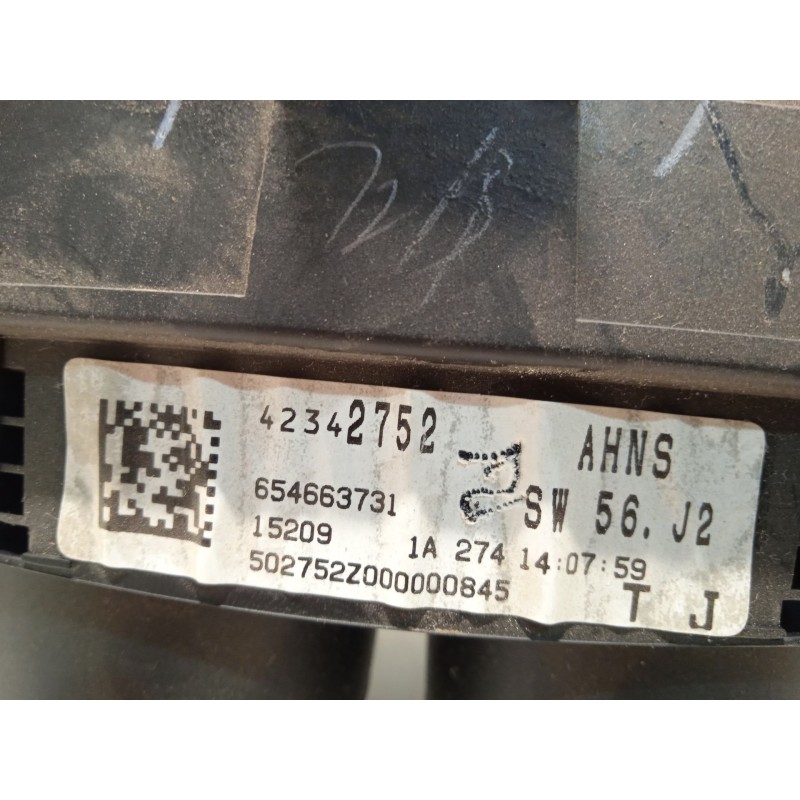 42342752 AHNS
654663731 SW 56. J2
15209 1A 274 14:07:59
502752Z000000845 T J